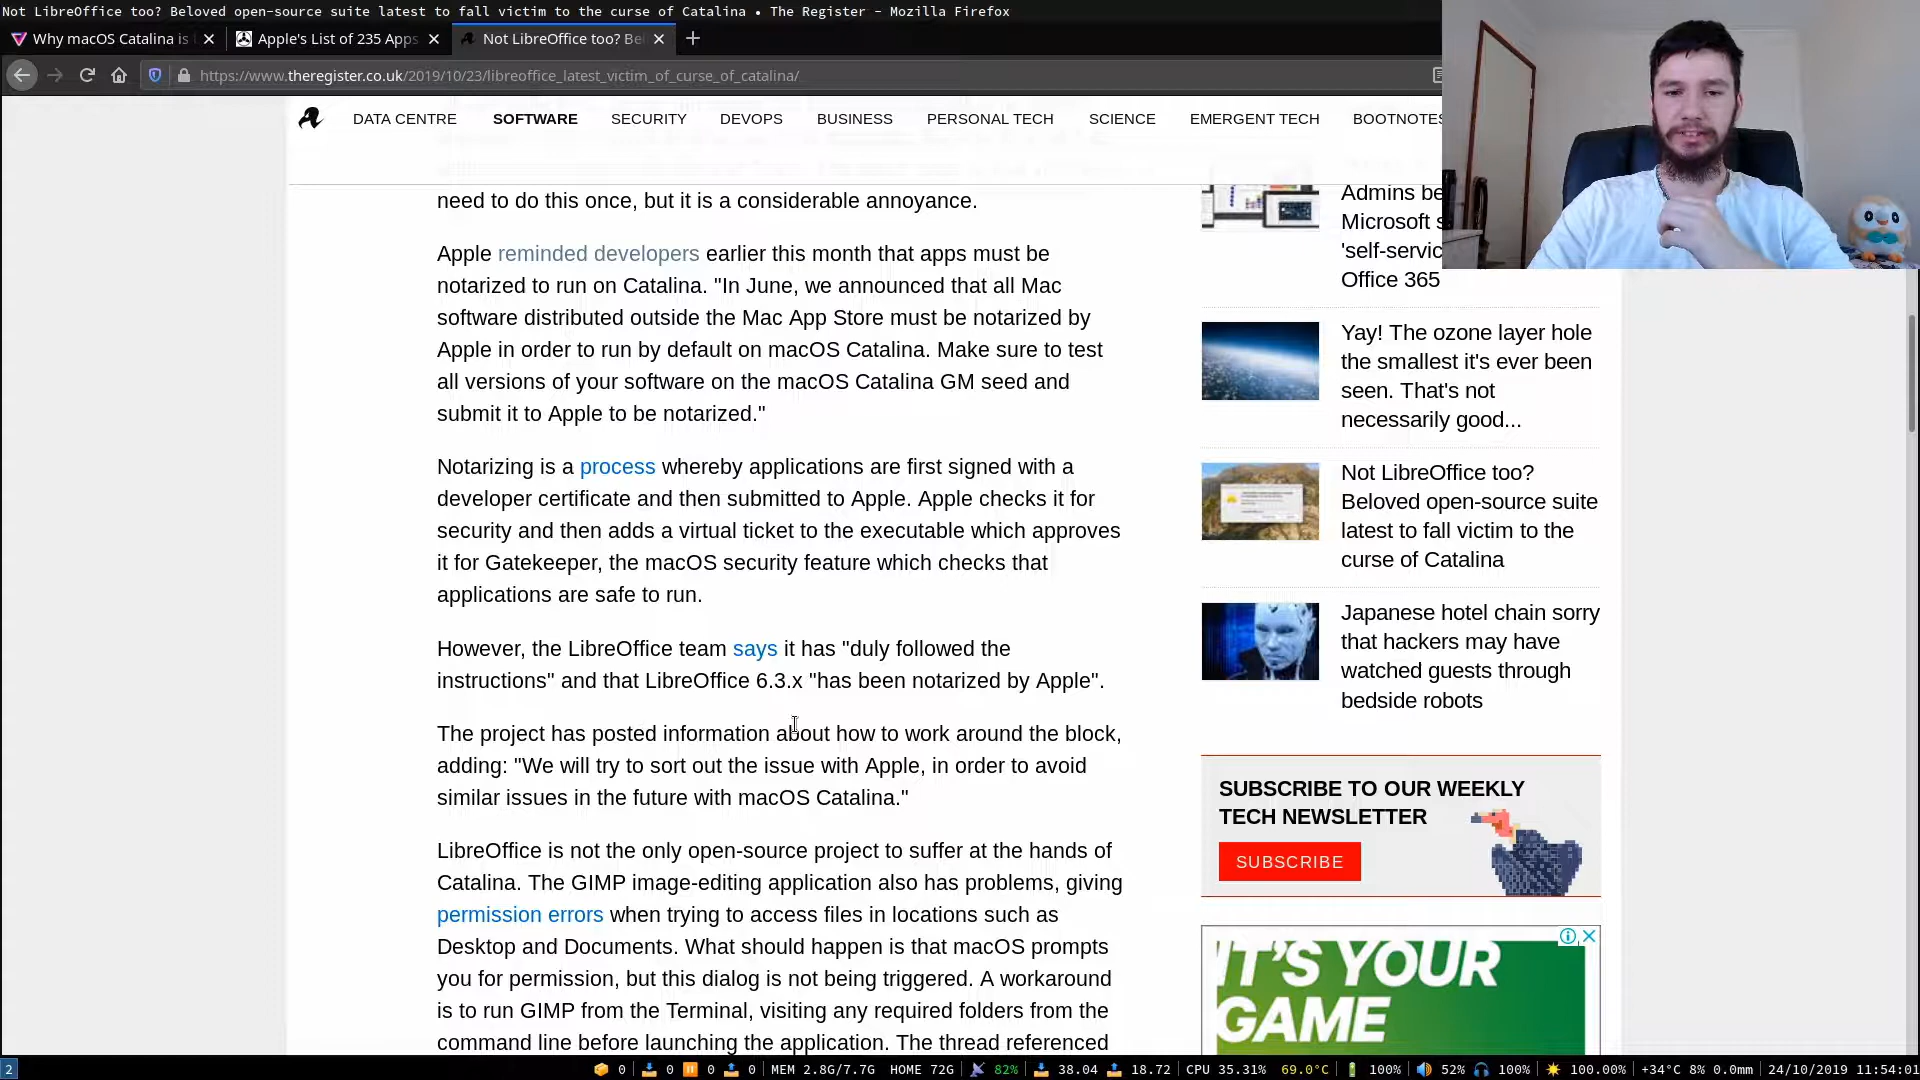 Not LibreOffice too? Beloved open-source suite latest to fall victim to the curse of Catalina • The Register - Mozilla Firefox
Why macOS Catalina is
Apple's List of 235 Apps
Not LibreOffice too? Bel
https://www.theregister.co.uk/2019/10/23/libreoffice_latest_victim_of_curse_of_catalina/
DATA CENTRE SOFTWARE SECURITY DEVOPS BUSINESS PERSONAL TECH SCIENCE EMERGENT TECH BOOTNOTES
need to do this once, but it is a considerable annoyance.
Apple reminded developers earlier this month that apps must be
notarized to run on Catalina. "In June, we announced that all Mac
software distributed outside the Mac App Store must be notarized by
Apple in order to run by default on macOS Catalina. Make sure to test
all versions of your software on the macOS Catalina GM seed and
submit it to Apple to be notarized."
Notarizing is a process whereby applications are first signed with a
developer certificate and then submitted to Apple. Apple checks it for
security and then adds a virtual ticket to the executable which approves
it for Gatekeeper, the macOS security feature which checks that
applications are safe to run.
However, the LibreOffice team says it has "duly followed the
instructions" and that LibreOffice 6.3.x "has been notarized by Apple".
The project has posted information about how to work around the block,
adding: "We will try to sort out the issue with Apple, in order to avoid
similar issues in the future with macOS Catalina."
LibreOffice is not the only open-source project to suffer at the hands of
Catalina. The GIMP image-editing application also has problems, giving
permission errors when trying to access files in locations such as
Desktop and Documents. What should happen is that macOS prompts
you for permission, but this dialog is not being triggered. A workaround
is to run GIMP from the Terminal, visiting any required folders from the
command line before launching the application. The thread referenced
Admins be
Microsoft s
'self-servic
Office 365
Yay! The ozone layer hole
the smallest it's ever been
seen. That's not
necessarily good...
Not LibreOffice too?
Beloved open-source suite
latest to fall victim to the
curse of Catalina
Japanese hotel chain sorry
that hackers may have
watched guests through
bedside robots
SUBSCRIBE TO OUR WEEKLY
TECH NEWSLETTER
SUBSCRIBE
IT'S YOUR
GAME
2 0 0 0 0 MEM 2.8G/7.7G HOME 72G 82% 38.04 18.72 CPU 35.31% 69.0°C 100% 52% 100% 100.00% +34°C 8% 0.0mm 24/10/2019 11:54:01